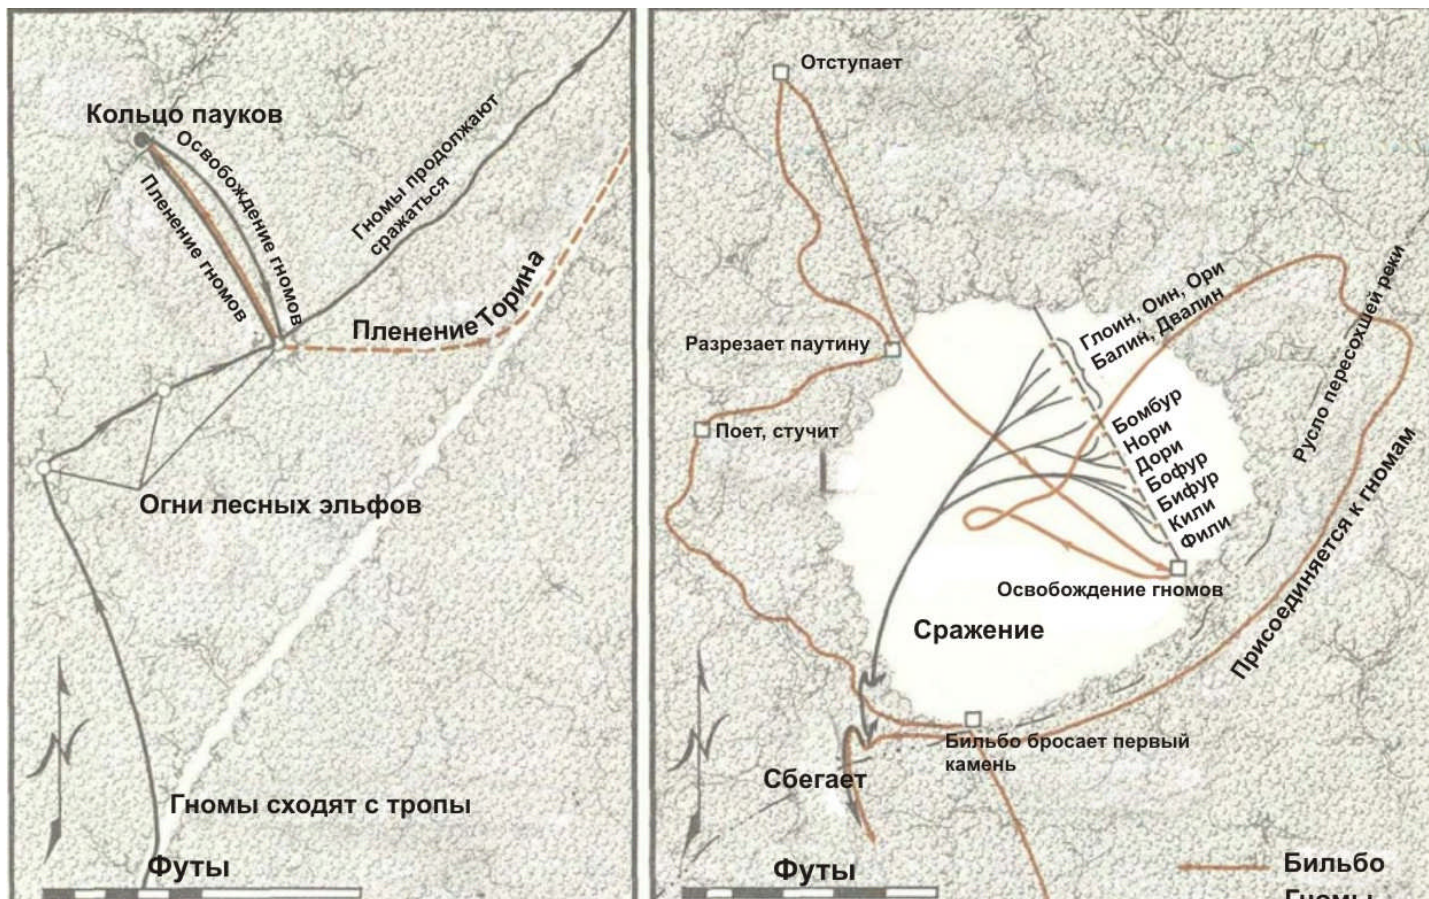 Кольцо пауков
Освобождение гномов
Пленение гномов
Гномы продолжают
сражаться
Пленение Торина
Огни лесных эльфов
Гномы сходят с тропы
Футы
Отступает
Разрезает паутину
Поет, стучит
Глоин, Оин, Ори
Балин, Двалин
Бомбур
Нори
Дори
Бофур
Бифур
Кили
Фили
Русло пересохшей реки
Освобождение гномов
Сражение
Присоединяется к гномам
Бильбо бросает первый
камень
Сбегает
Футы
Бильбо
Гномы